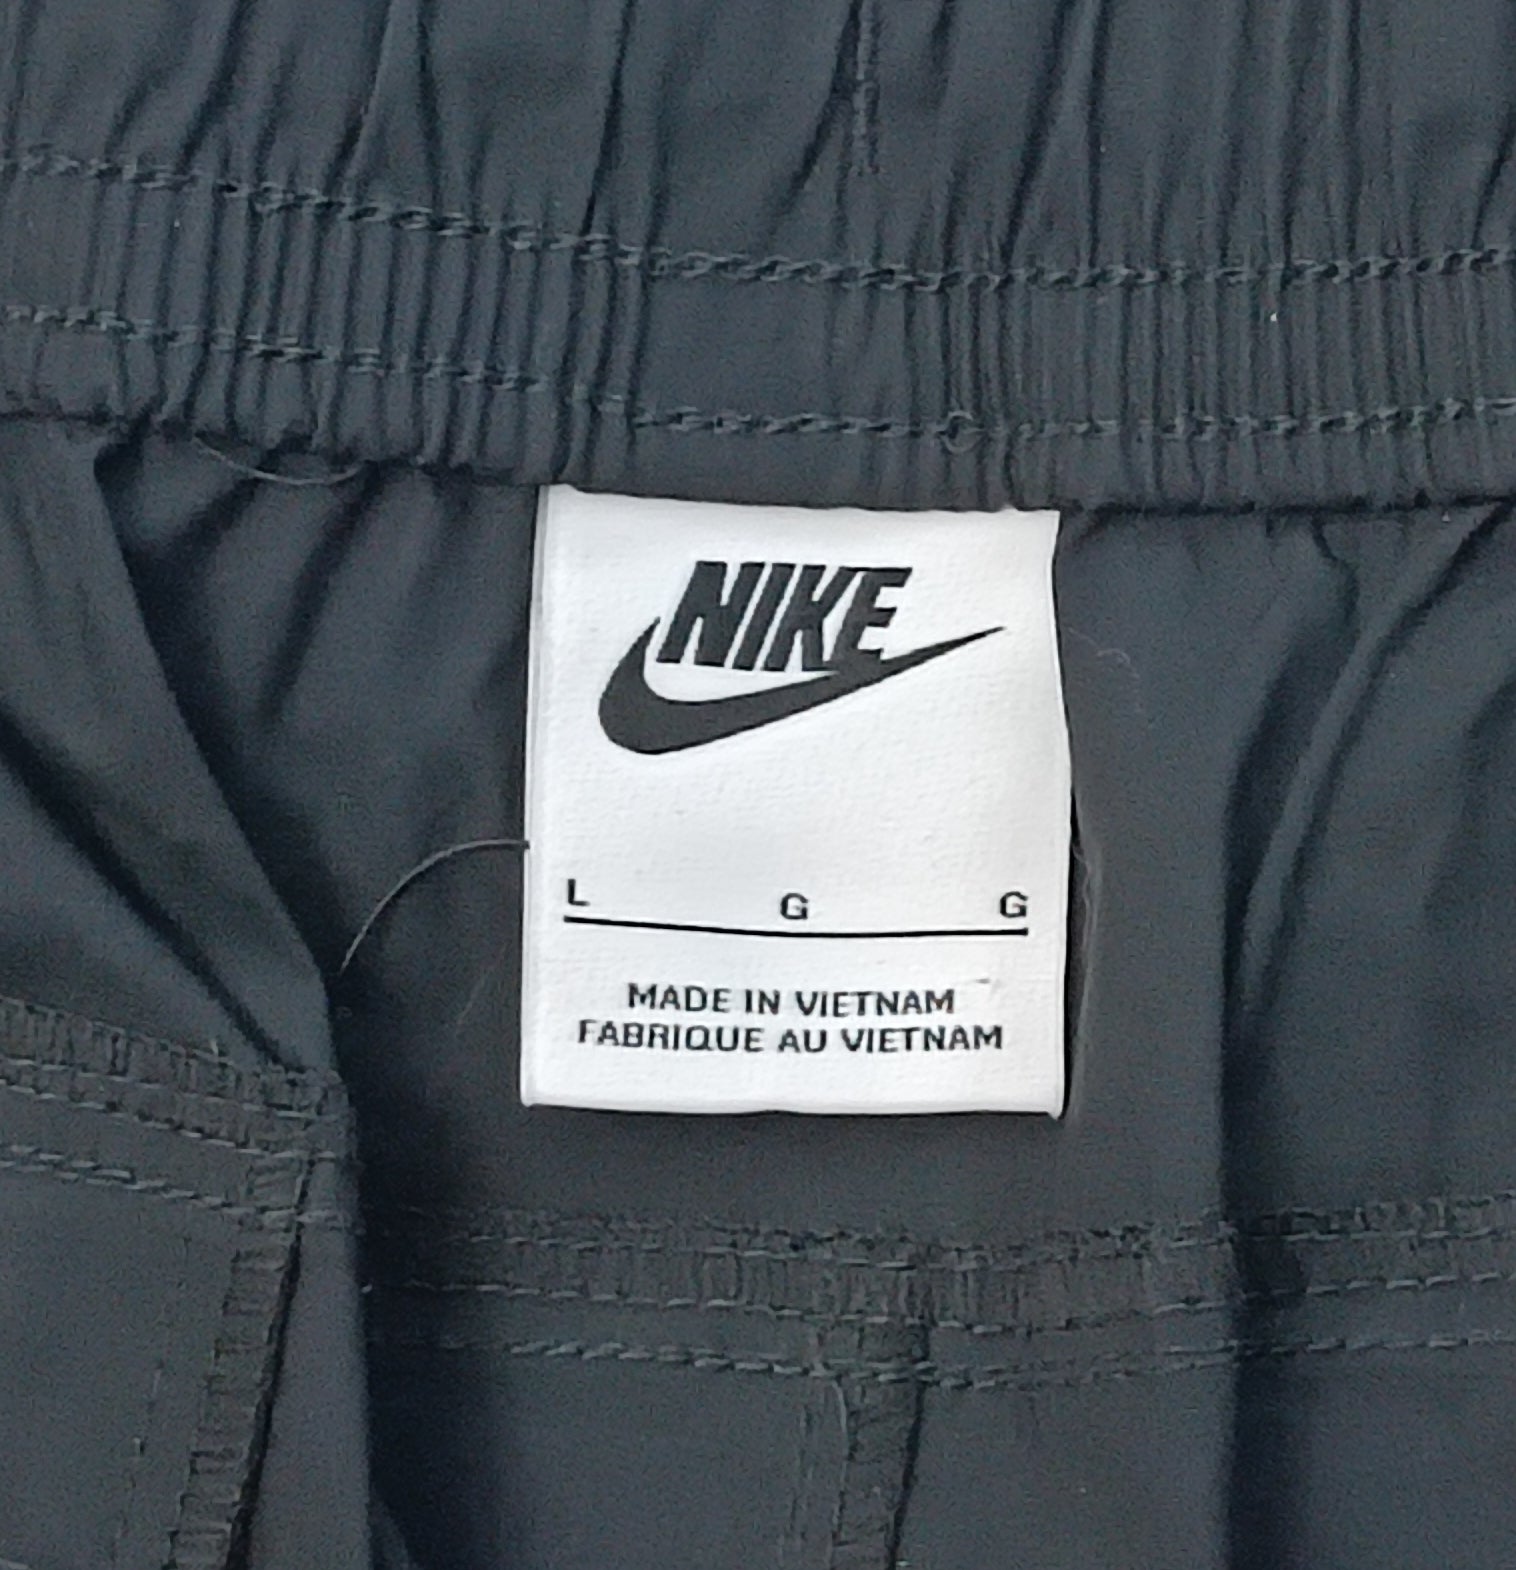 NIKE
L G G
MADE IN VIETNAM
FABRIQUE AU VIETNAM